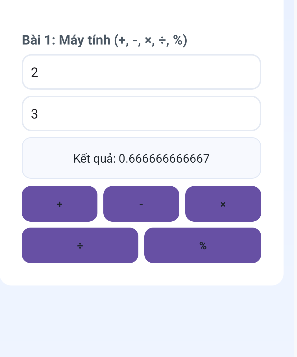 Bài 1: Máy tính (+, -, ×, ÷, %)
2
3
Kết quả: 0.666666666667
+ - ×
÷ %